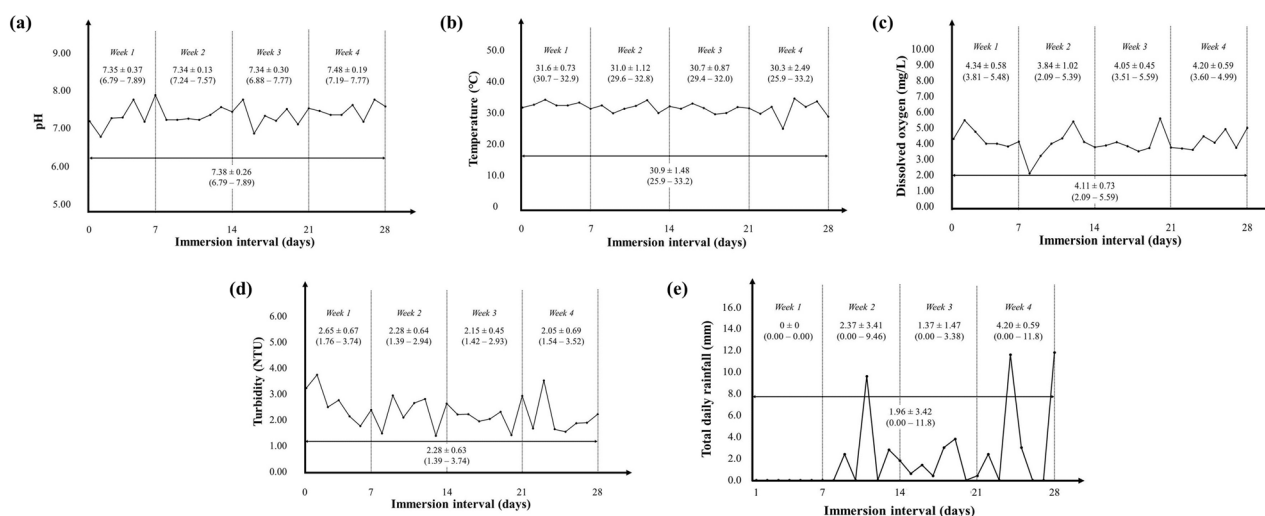 (a)
9.00
8.00
7.00
6.00
5.00
pH
Week 1
7.35 ± 0.37
(6.79 – 7.89)
Week 2
7.34 ± 0.13
(7.24 – 7.57)
Week 3
7.34 ± 0.30
(6.88 – 7.77)
Week 4
7.48 ± 0.19
(7.19 – 7.77)
7.38 ± 0.26
(6.79 – 7.89)
0 7 14 21 28
Immersion interval (days)
(b)
50.0
40.0
30.0
20.0
10.0
0
Temperature (°C)
Week 1
31.6 ± 0.73
(30.7 – 32.9)
Week 2
31.0 ± 1.12
(29.6 – 32.8)
Week 3
30.7 ± 0.87
(29.4 – 32.0)
Week 4
30.3 ± 2.49
(25.9 – 33.2)
30.9 ± 1.48
(25.9 – 33.2)
0 7 14 21 28
Immersion interval (days)
(c)
10.00
9.00
8.00
7.00
6.00
5.00
4.00
3.00
2.00
1.00
0.00
Dissolved oxygen (mg/L)
Week 1
4.34 ± 0.58
(3.81 – 5.48)
Week 2
3.84 ± 1.02
(2.09 – 5.39)
Week 3
4.05 ± 0.45
(3.51 – 5.59)
Week 4
4.20 ± 0.59
(3.60 – 4.99)
4.11 ± 0.73
(2.09 – 5.59)
0 7 14 21 28
Immersion interval (days)
(d)
6.00
5.00
4.00
3.00
2.00
1.00
0.00
Turbidity (NTU)
Week 1
2.65 ± 0.67
(1.76 – 3.74)
Week 2
2.28 ± 0.64
(1.39 – 2.94)
Week 3
2.15 ± 0.45
(1.42 – 2.93)
Week 4
2.05 ± 0.69
(1.54 – 3.52)
2.28 ± 0.63
(1.39 – 3.74)
0 7 14 21 28
Immersion interval (days)
(e)
16.0
14.0
12.0
10.0
8.0
6.0
4.0
2.0
0.0
Total daily rainfall (mm)
Week 1
0 ± 0
(0.00 – 0.00)
Week 2
2.37 ± 3.41
(0.00 – 9.46)
Week 3
1.37 ± 1.47
(0.00 – 3.38)
Week 4
4.20 ± 0.59
(0.00 – 11.8)
1.96 ± 3.42
(0.00 – 11.8)
1 7 14 21 28
Immersion interval (days)